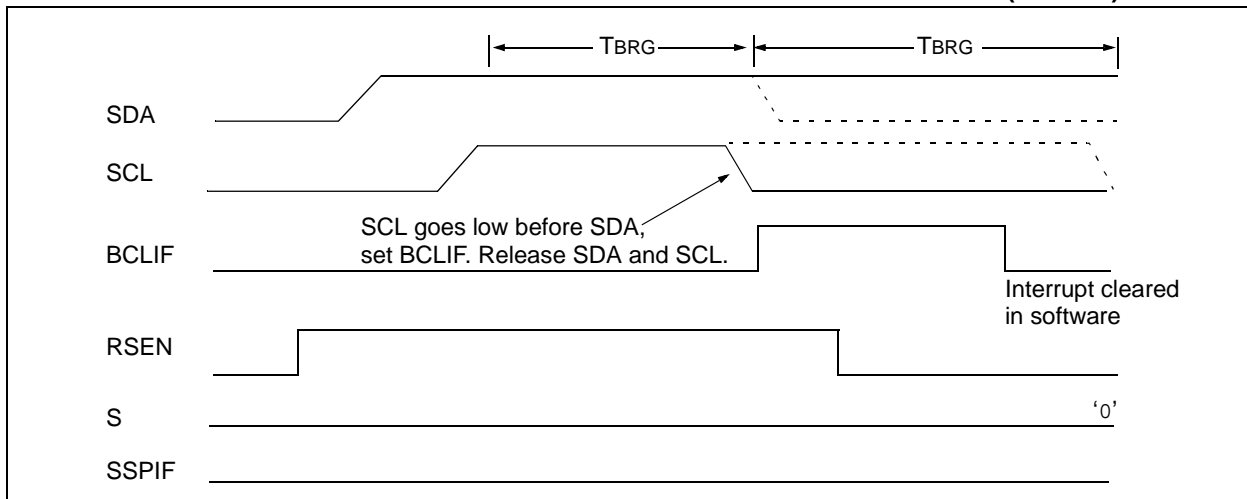 TBRG TBRG
SDA
SCL
SCL goes low before SDA,
set BCLIF. Release SDA and SCL.
BCLIF
Interrupt cleared
in software
RSEN
S ‘0’
SSPIF